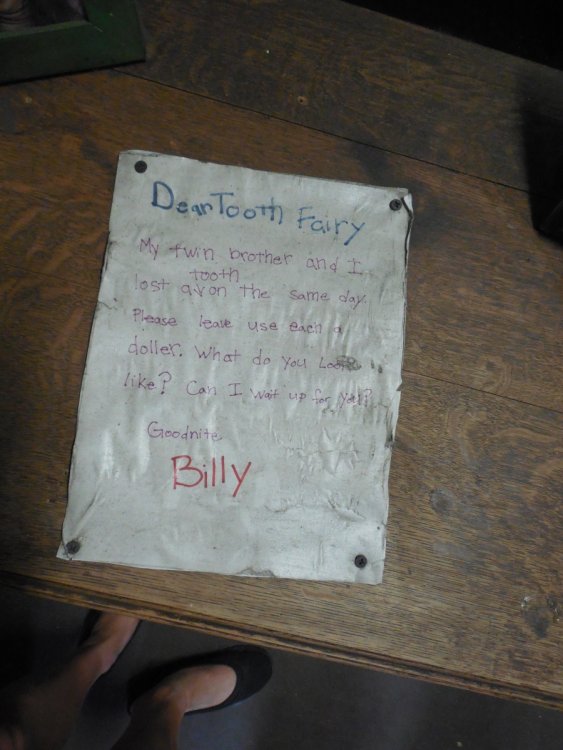 Dear Tooth Fairy
My twin brother and I
tooth
lost a on the same day.
Please leave use each a
doller. What do you Look
like? Can I wait up for you?
Goodnite
Billy